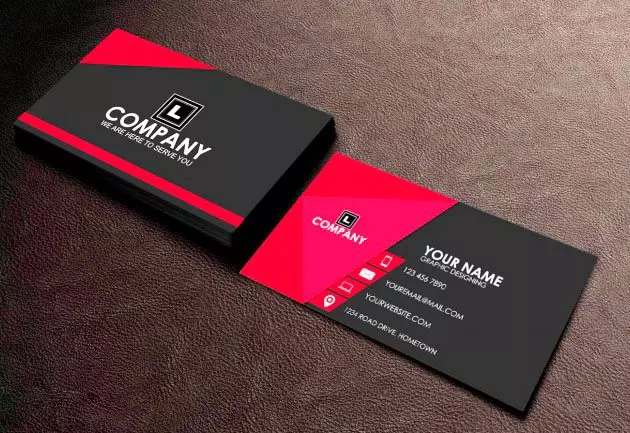 L
COMPANY
WE ARE HERE TO SERVE YOU
L
COMPANY
YOUR NAME
GRAPHIC DESIGNING
123 456 7890
YOUREMAIL@MAIL.COM
YOURWEBSITE.COM
1234 ROAD DRIVE, HOMETOWN